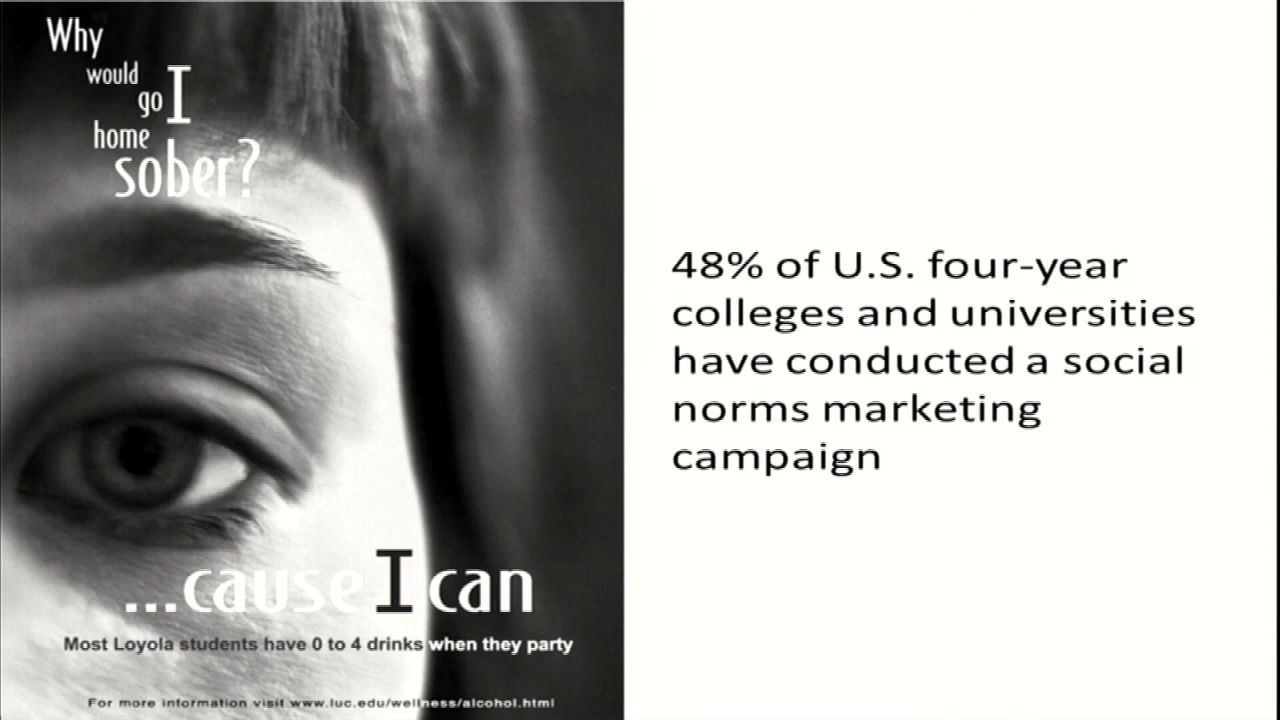 Why
would
go I
home
sober?
...cause I can
Most Loyola students have 0 to 4 drinks when they party
For more information visit www.luc.edu/wellness/alcohol.html
48% of U.S. four-year
colleges and universities
have conducted a social
norms marketing
campaign